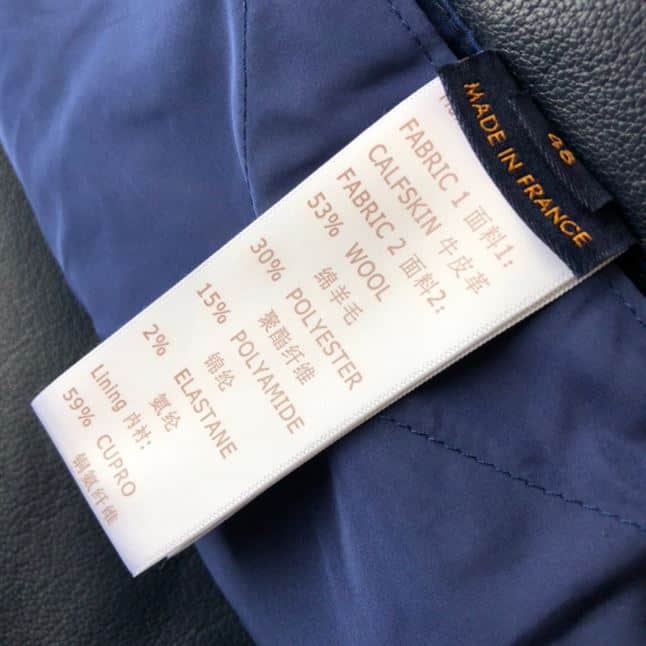 48
MADE IN FRANCE
FABRIC 1 面料1:
CALFSKIN 牛皮革
FABRIC 2 面料2:
53% WOOL
绵羊毛
30% POLYESTER
聚酯纤维
15% POLYAMIDE
锦纶
2% ELASTANE
氨纶
Lining 内衬:
59% CUPRO
铜氨纤维